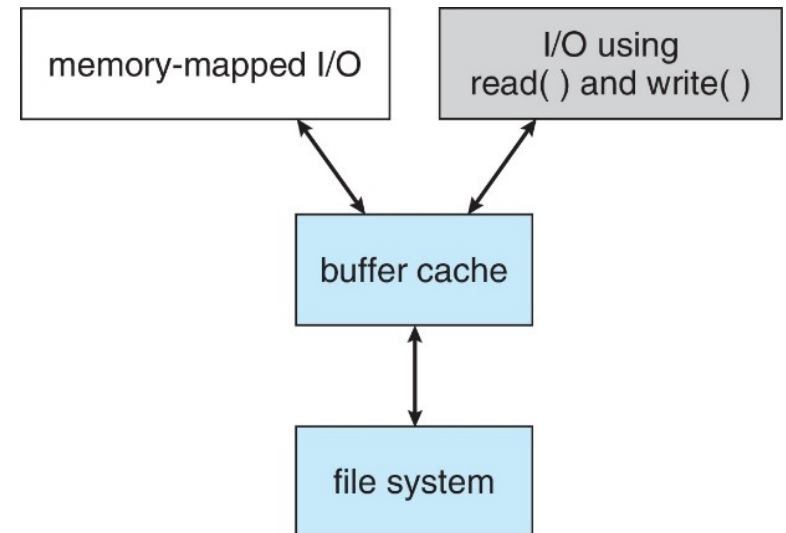 memory-mapped I/O
I/O using
read( ) and write( )
buffer cache
file system